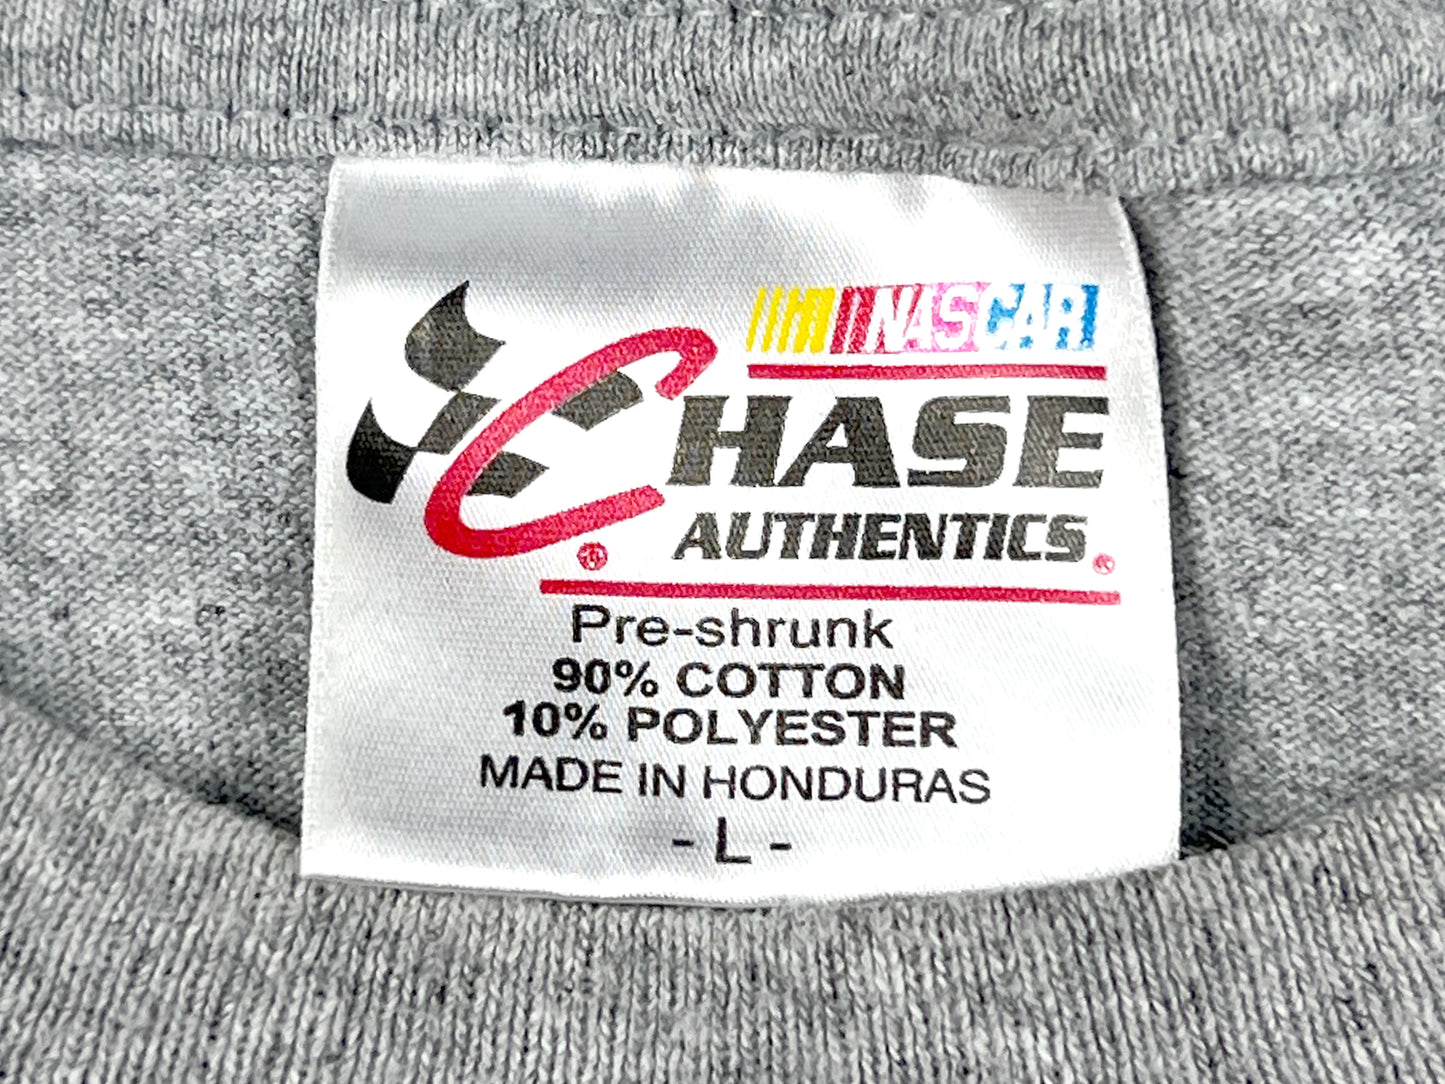 NASCAR
CHASE
AUTHENTICS®
Pre-shrunk
90% COTTON
10% POLYESTER
MADE IN HONDURAS
- L -